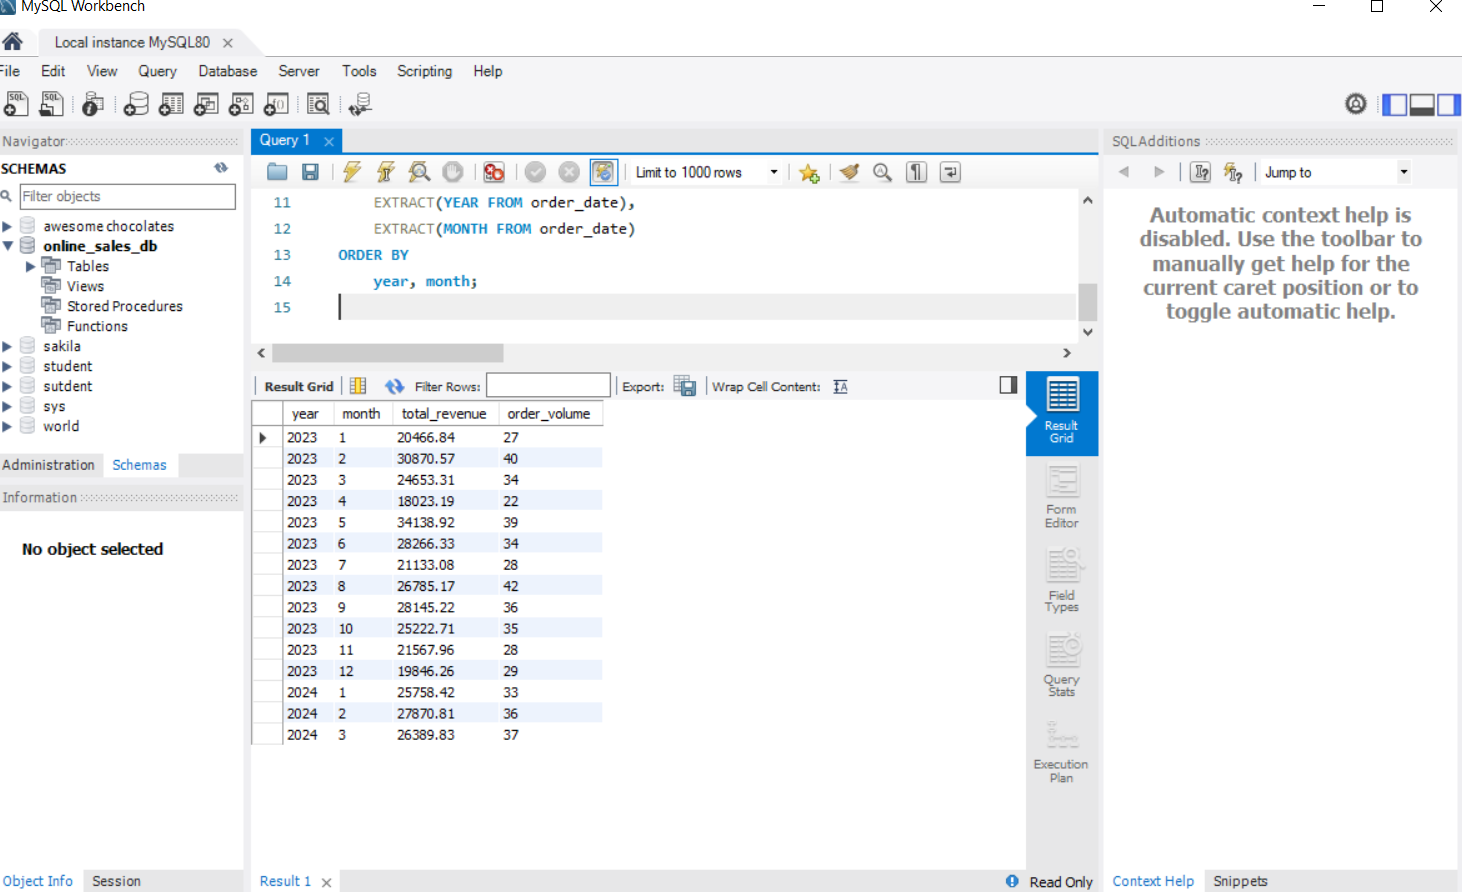 MySQL Workbench
Local instance MySQL80
File Edit View Query Database Server Tools Scripting Help
Navigator
SCHEMAS
Filter objects
awesome chocolates
online_sales_db
Tables
Views
Stored Procedures
Functions
sakila
student
sutdent
sys
world
Administration Schemas
Information
No object selected
Object Info Session
Query 1
Limit to 1000 rows
11 EXTRACT(YEAR FROM order_date),
12 EXTRACT(MONTH FROM order_date)
13 ORDER BY
14 year, month;
15
Result Grid Filter Rows: Export: Wrap Cell Content:
year month total_revenue order_volume
2023 1 20466.84 27
2023 2 30870.57 40
2023 3 24653.31 34
2023 4 18023.19 22
2023 5 34138.92 39
2023 6 28266.33 34
2023 7 21133.08 28
2023 8 26785.17 42
2023 9 28145.22 36
2023 10 25222.71 35
2023 11 21567.96 28
2023 12 19846.26 29
2024 1 25758.42 33
2024 2 27870.81 36
2024 3 26389.83 37
Result
Grid
Form
Editor
Field
Types
Query
Stats
Execution
Plan
Result 1
Read Only
SQLAdditions
Jump to
Automatic context help is
disabled. Use the toolbar to
manually get help for the
current caret position or to
toggle automatic help.
Context Help Snippets